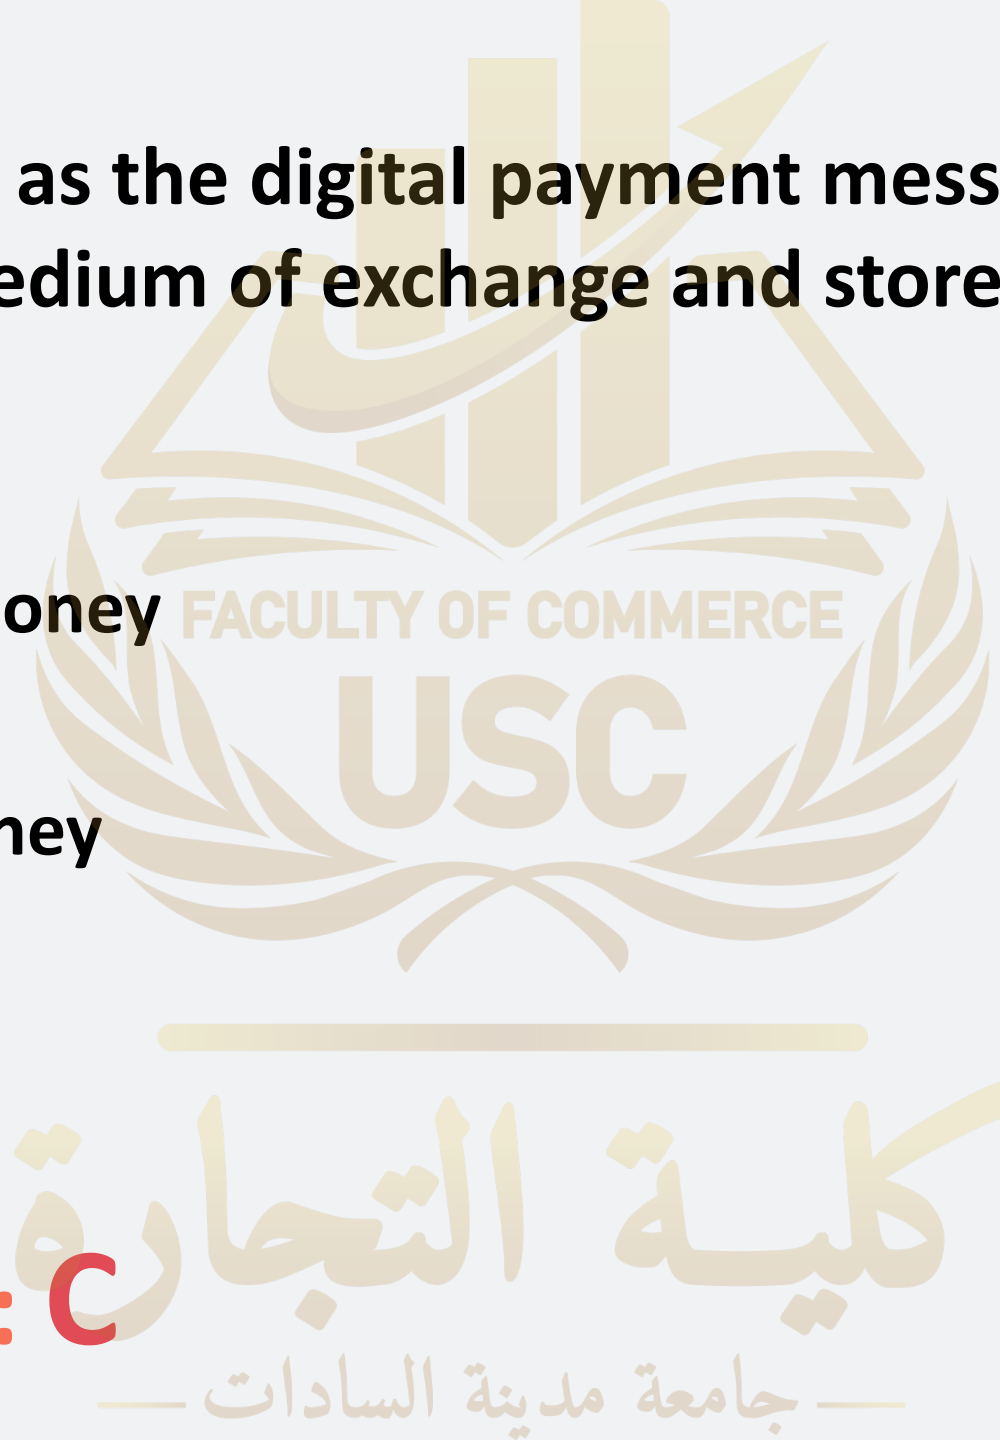 as the digital payment mess
edium of exchange and store
oney
FACULTY OF COMMERCE
USC
ney
كلية التجارة
: C
جامعة مدينة السادات